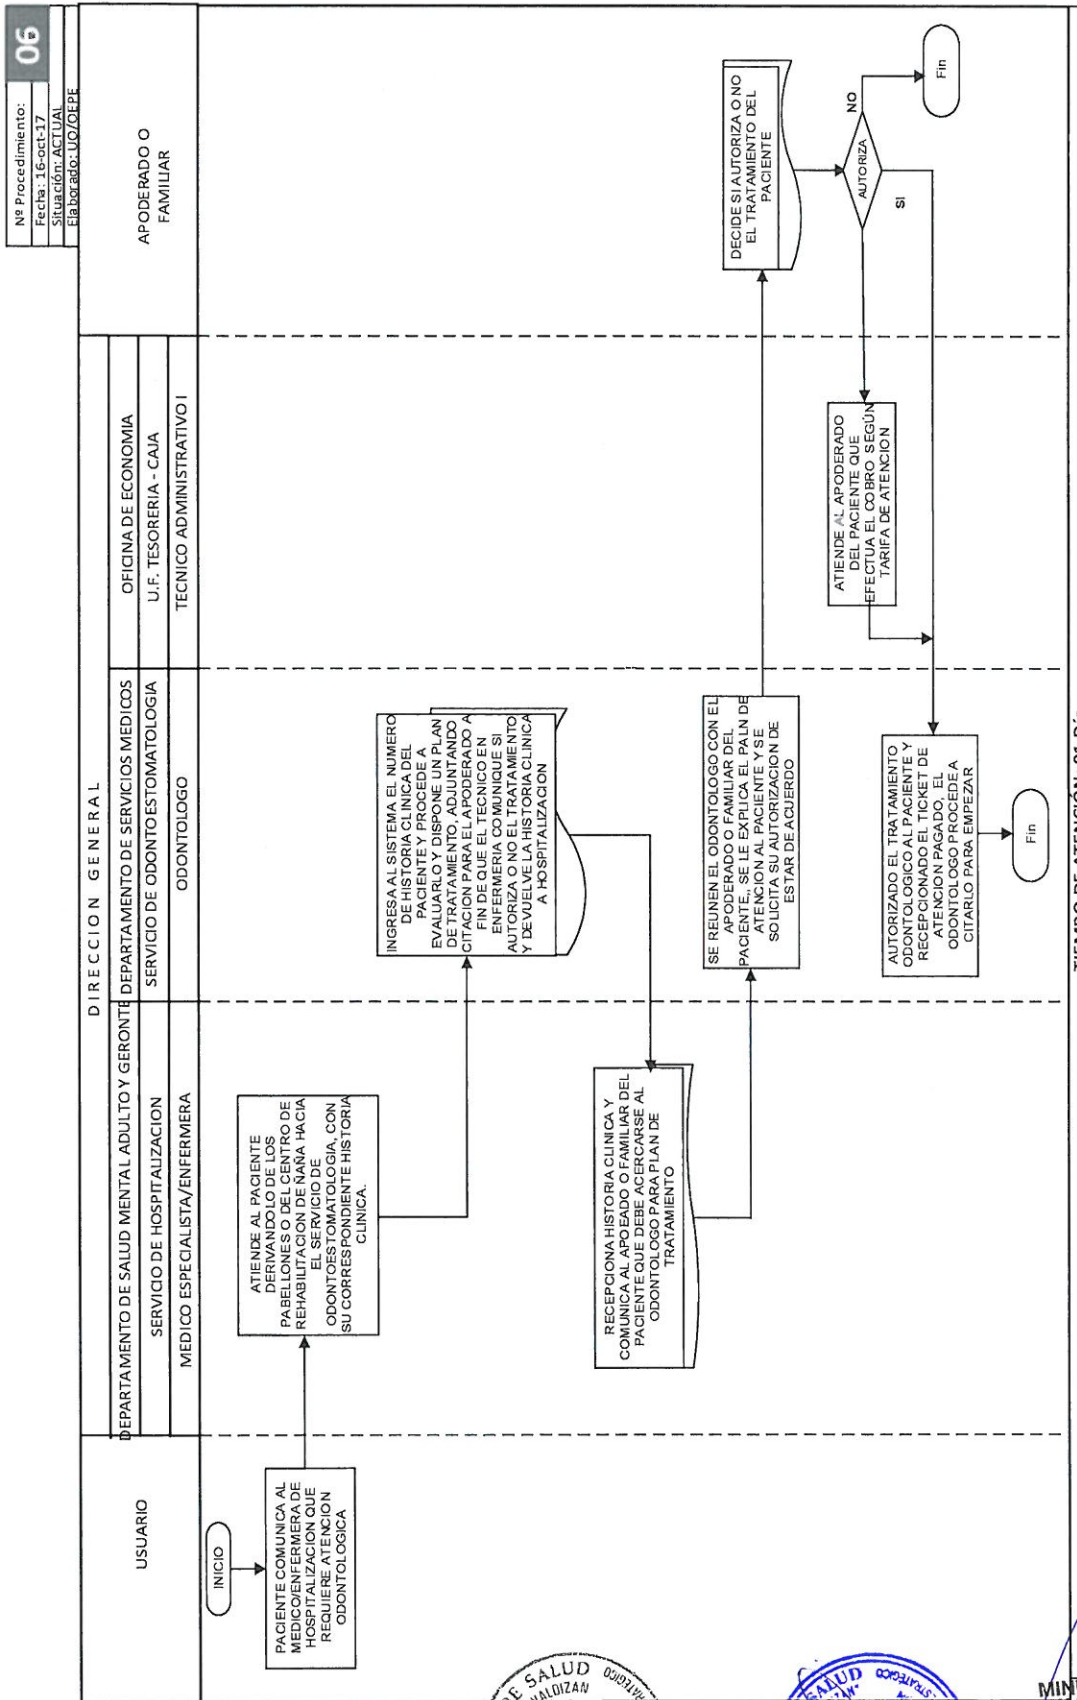 Nº Procedimiento:
06
Fecha: 16-oct-17
Situación: ACTUAL
Elaborado: UO/OEPE
USUARIO
DIRECCION GENERAL
APODERADO O
FAMILIAR
DEPARTAMENTO DE SALUD MENTAL ADULTO Y GERONTE
DEPARTAMENTO DE SERVICIOS MEDICOS
OFICINA DE ECONOMIA
SERVICIO DE HOSPITALIZACION
SERVICIO DE ODONTOESTOMATOLOGIA
U.F. TESORERIA - CAJA
MEDICO ESPECIALISTA/ENFERMERA
ODONTOLOGO
TECNICO ADMINISTRATIVO I
INICIO
PACIENTE COMUNICA AL
MEDICO/ENFERMERA DE
HOSPITALIZACION QUE
REQUIERE ATENCION
ODONTOLOGICA
ATIENDE AL PACIENTE
DERIVANDOLO DE LOS
PABELLONES O DEL CENTRO DE
REHABILITACION DE ÑAÑA HACIA
EL SERVICIO DE
ODONTOESTOMATOLOGIA, CON
SU CORRESPONDIENTE HISTORIA
CLINICA.
INGRESA AL SISTEMA EL NUMERO
DE HISTORIA CLINICA DEL
PACIENTE Y PROCEDE A
EVALUARLO Y DISPONE UN PLAN
DE TRATAMIENTO, ADJUNTANDO
CITACION PARA EL APODERADO A
FIN DE QUE EL TECNICO EN
ENFERMERIA COMUNIQUE SI
AUTORIZA O NO EL TRATAMIENTO
Y DEVUELVE LA HISTORIA CLINICA
A HOSPITALIZACION
RECEPCIONA HISTORIA CLINICA Y
COMUNICA AL APOEADO O FAMILIAR DEL
PACIENTE QUE DEBE ACERCARSE AL
ODONTOLOGO PARA PLAN DE
TRATAMIENTO
SE REUNEN EL ODONTOLOGO CON EL
APODERADO O FAMILIAR DEL
PACIENTE,, SE LE EXPLICA EL PALN DE
ATENCION AL PACIENTE Y SE
SOLICITA SU AUTORIZACION DE
ESTAR DE ACUERDO
DECIDE SI AUTORIZA O NO
EL TRATAMIENTO DEL
PACIENTE
AUTORIZA
NO
SI
Fin
ATIENDE AL APODERADO
DEL PACIENTE QUE
EFECTUA EL COBRO SEGÚN
TARIFA DE ATENCION
AUTORIZADO EL TRATAMIENTO
ODONTOLOGICO AL PACIENTE Y
RECEPCIONADO EL TICKET DE
ATENCION PAGADO, EL
ODONTOLOGO PROCEDE A
CITARLO PARA EMPEZAR
Fin
TIEMPO DE ATENCIÓN
DE SALUD
ESTRATEGICO
SALUD
ESTRATEGICO
MIN